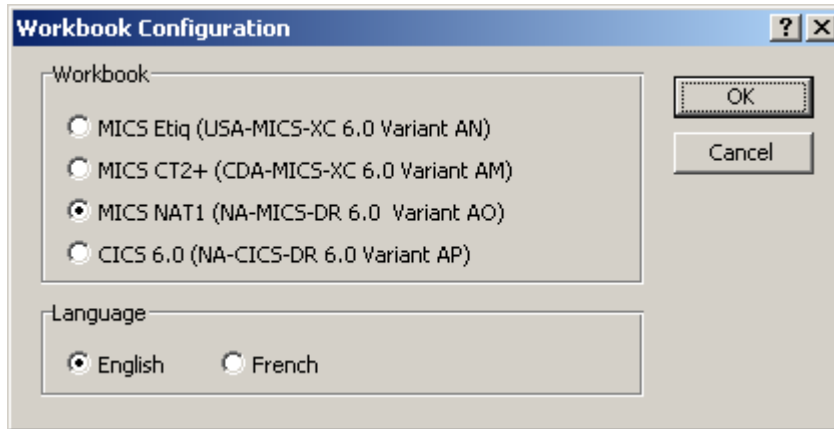 Workbook Configuration
Workbook
MICS Etiq (USA-MICS-XC 6.0 Variant AN)
MICS CT2+ (CDA-MICS-XC 6.0 Variant AM)
MICS NAT1 (NA-MICS-DR 6.0  Variant AO)
CICS 6.0 (NA-CICS-DR 6.0 Variant AP)
OK
Cancel
Language
English French